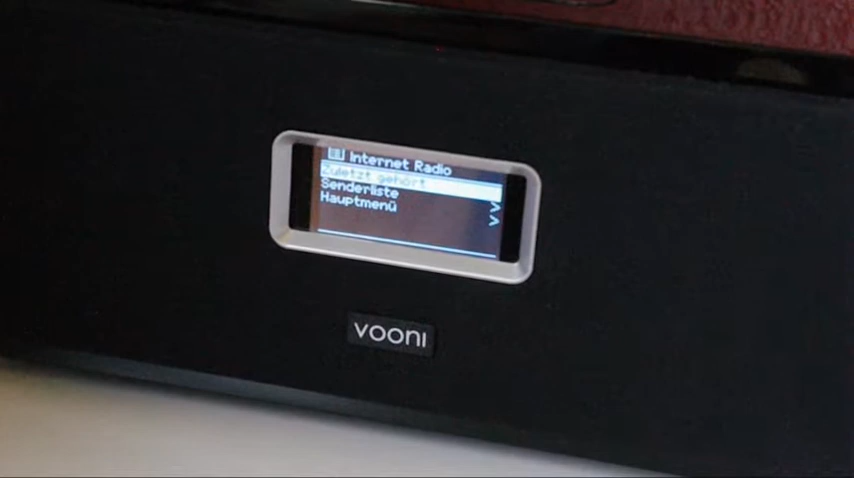 Internet Radio
Zuletzt gehört
Senderliste
Hauptmenü
vooni